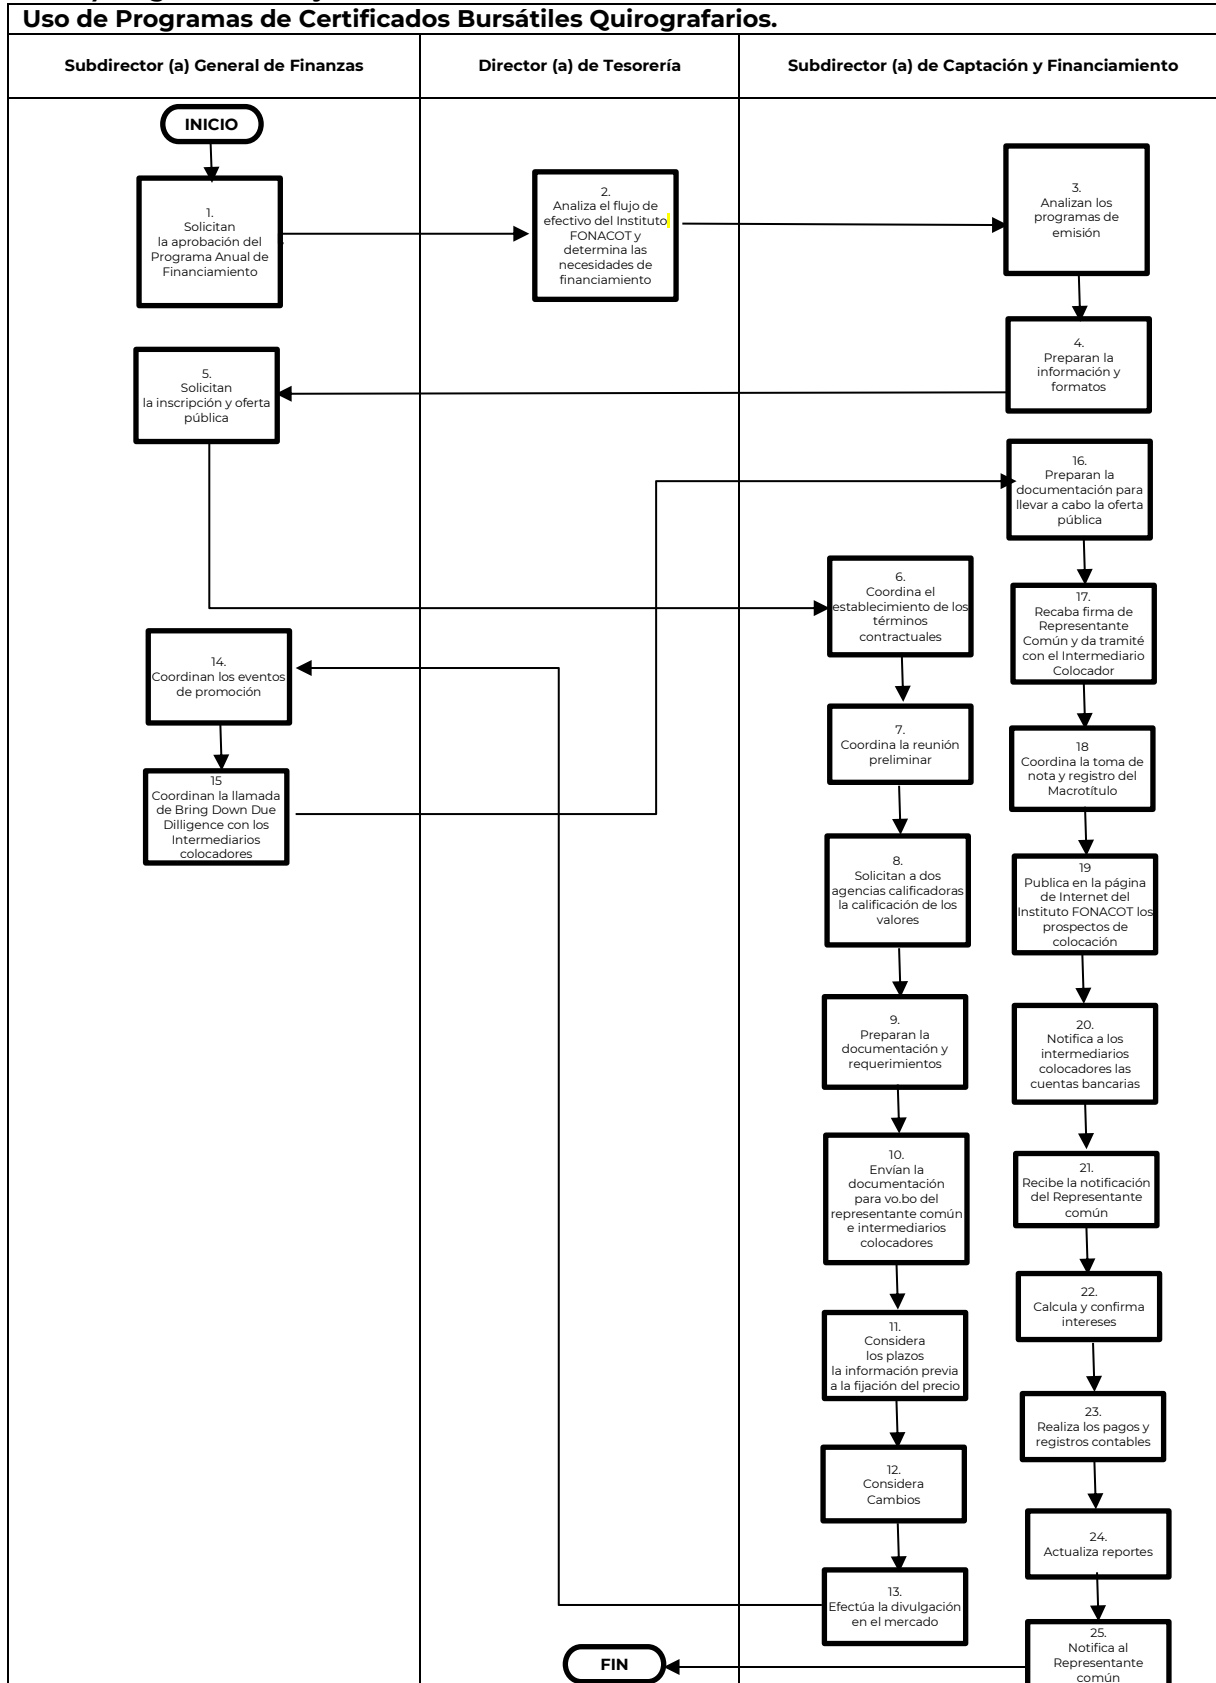 Uso de Programas de Certificados Bursátiles Quirografarios.
Subdirector (a) General de Finanzas
Director (a) de Tesorería
Subdirector (a) de Captación y Financiamiento
INICIO
1.
Solicitan
la aprobación del
Programa Anual de
Financiamiento
2.
Analiza el flujo de
efectivo del Instituto
FONACOT y
determina las
necesidades de
financiamiento
3.
Analizan los
programas de
emisión
4.
Preparan la
información y
formatos
5.
Solicitan
la inscripción y oferta
pública
6.
Coordina el
establecimiento de los
términos
contractuales
7.
Coordina la reunión
preliminar
8.
Solicitan a dos
agencias calificadoras
la calificación de los
valores
9.
Preparan la
documentación y
requerimientos
10.
Envían la
documentación
para vo.bo del
representante común
e intermediarios
colocadores
11.
Considera
los plazos
la información previa
a la fijación del precio
12.
Considera
Cambios
13.
Efectúa la divulgación
en el mercado
14.
Coordinan los eventos
de promoción
15
Coordinan la llamada
de Bring Down Due
Dilligence con los
Intermediarios
colocadores
16.
Preparan la
documentación para
llevar a cabo la oferta
pública
17.
Recaba firma de
Representante
Común y da tramité
con el Intermediario
Colocador
18
Coordina la toma de
nota y registro del
Macrotítulo
19
Publica en la página
de Internet del
Instituto FONACOT los
prospectos de
colocación
20.
Notifica a los
intermediarios
colocadores las
cuentas bancarias
21.
Recibe la notificación
del Representante
común
22.
Calcula y confirma
intereses
23.
Realiza los pagos y
registros contables
24.
Actualiza reportes
25.
Notifica al
Representante
común
FIN